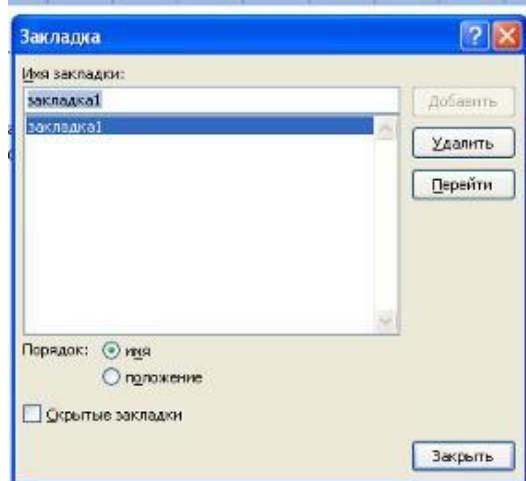 Закладка
Имя закладки:
закладка1
закладка1
Добавить
Удалить
Перейти
Порядок:
имя
положение
Скрытые закладки
Закрыть